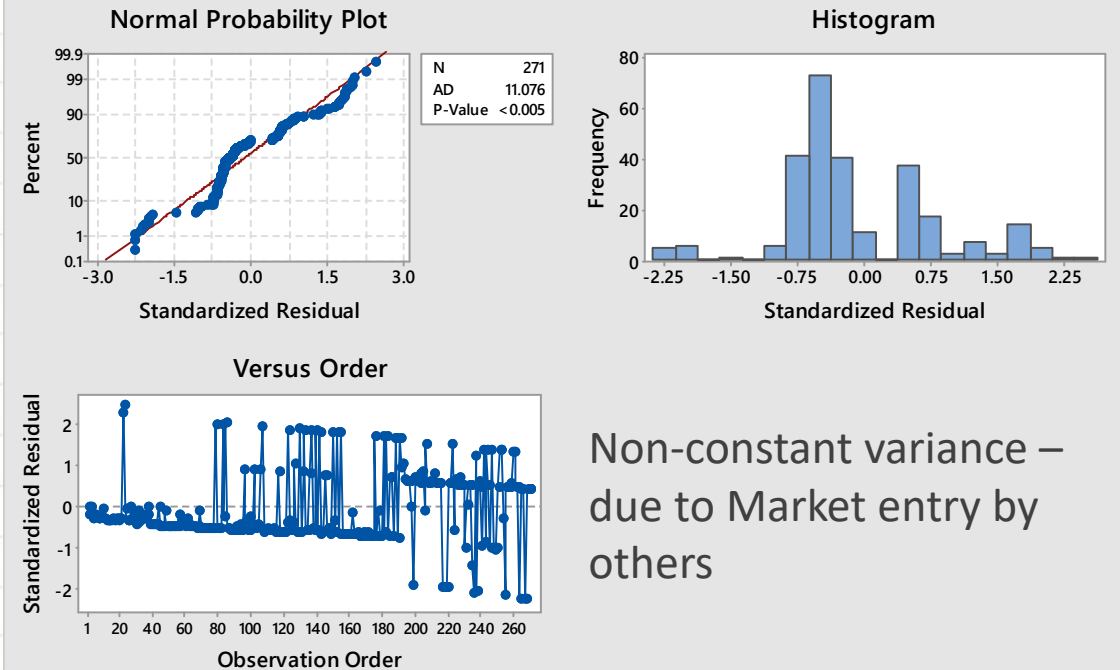 Normal Probability Plot
99.9
99
90
50
10
1
0.1
Percent
-3.0 -1.5 0.0 1.5 3.0
Standardized Residual
N 271
AD 11.076
P-Value <0.005
Histogram
80
60
40
20
0
Frequency
-2.25 -1.50 -0.75 0.00 0.75 1.50 2.25
Standardized Residual
Versus Order
2
1
0
-1
-2
Standardized Residual
1 20 40 60 80 100 120 140 160 180 200 220 240 260
Observation Order
Non-constant variance –
due to Market entry by
others